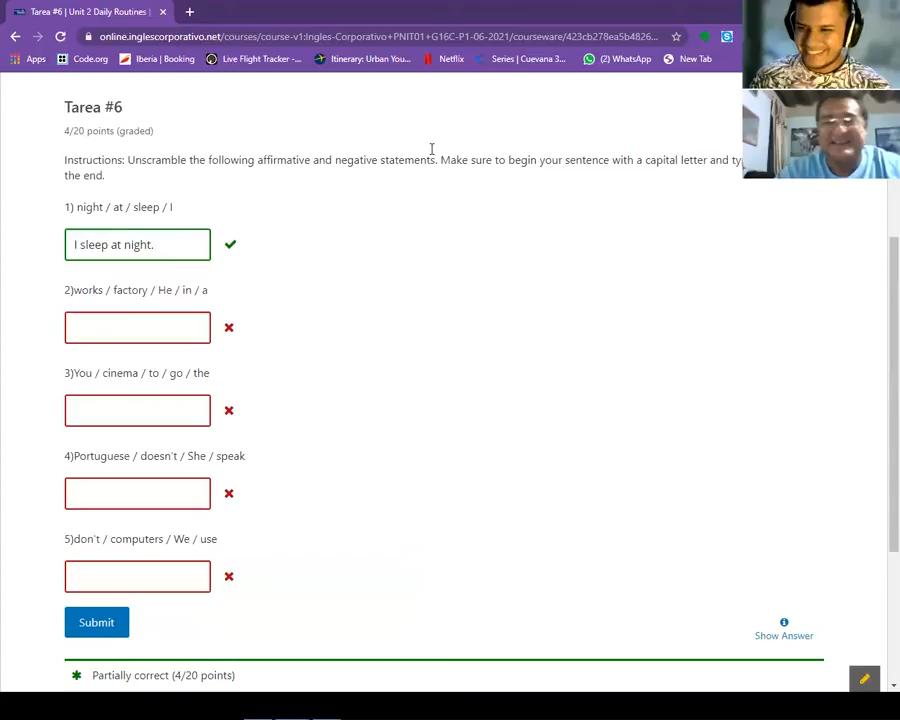 Tarea #6 | Unit 2 Daily Routines |
online.inglescorporativo.net/courses/course-v1:Ingles-Corporativo+PNIT01+G16C-P1-06-2021/courseware/423cb278ea5b4826...
Apps Code.org Iberia | Booking Live Flight Tracker -... Itinerary: Urban You... Netflix Series | Cuevana 3... (2) WhatsApp New Tab
Tarea #6
4/20 points (graded)
Instructions: Unscramble the following affirmative and negative statements. Make sure to begin your sentence with a capital letter and
the end.
1) night / at / sleep / I
I sleep at night.
2)works / factory / He / in / a
3)You / cinema / to / go / the
4)Portuguese / doesn't / She / speak
5)don't / computers / We / use
Submit
Show Answer
Partially correct (4/20 points)